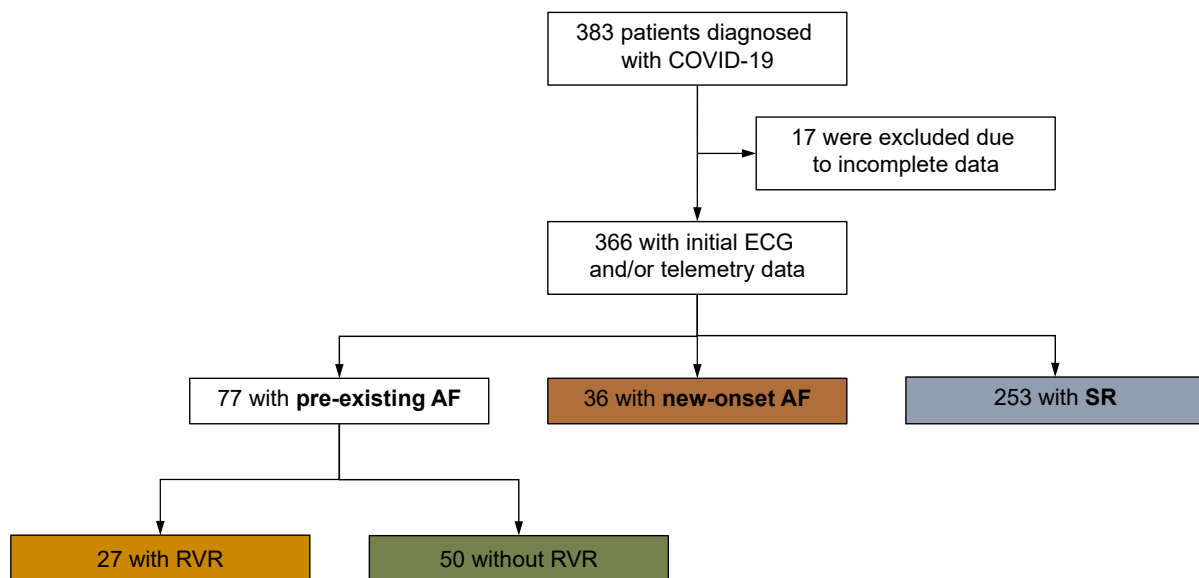 383 patients diagnosed
with COVID-19
17 were excluded due
to incomplete data
366 with initial ECG
and/or telemetry data
77 with pre-existing AF
36 with new-onset AF
253 with SR
27 with RVR
50 without RVR